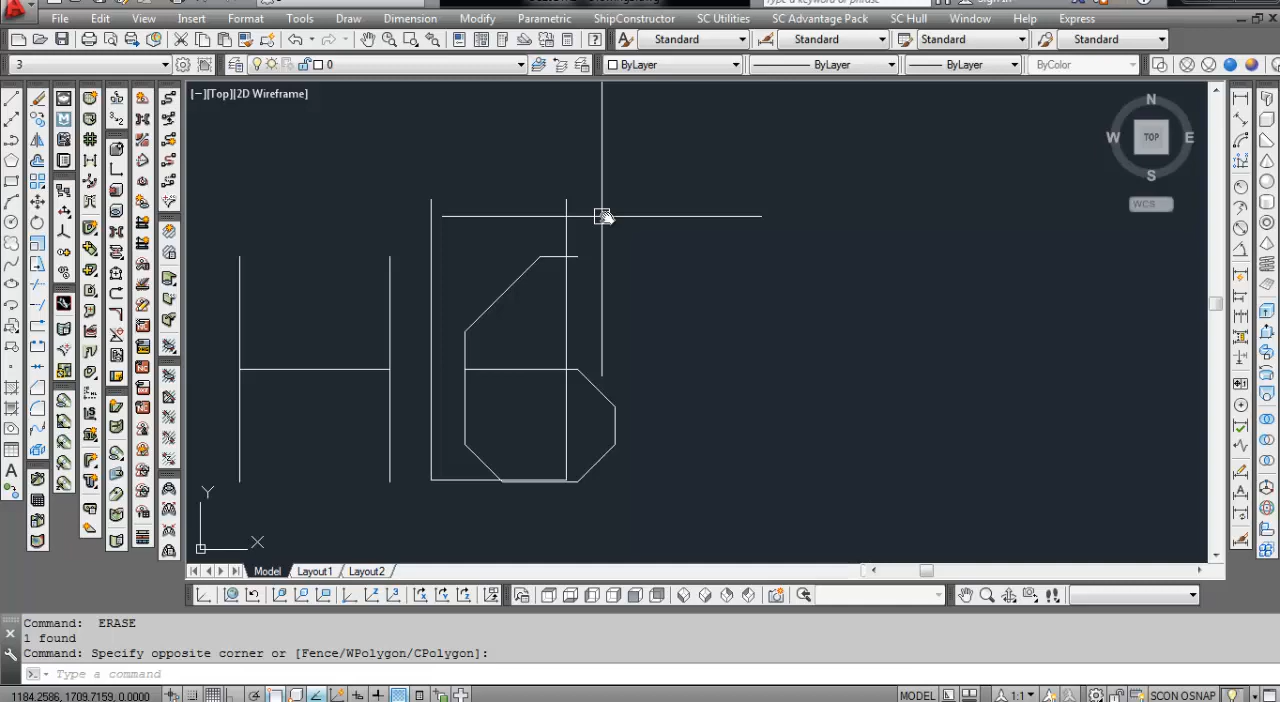 File Edit View Insert Format Tools Draw Dimension Modify Parametric ShipConstructor SC Utilities SC Advantage Pack SC Hull Window Help Express
Standard Standard Standard Standard
3 0 ByLayer ByLayer ByLayer ByColor
[−][Top][2D Wireframe]
N
W TOP E
S
WCS
H6
Y
X
Model Layout1 Layout2
Command: ERASE
1 found
Command: Specify opposite corner or [Fence/WPolygon/CPolygon]:
Type a command
1184.2586, 1709.7159, 0.0000 MODEL 1:1 SCON OSNAP